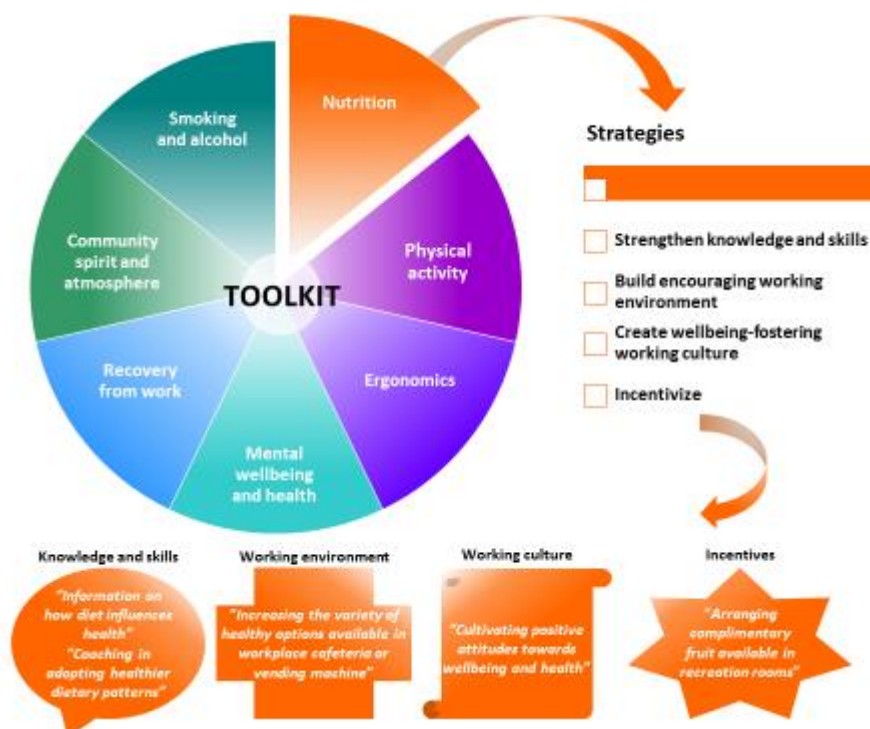 Smoking
and alcohol
Nutrition
Community
spirit and
atmosphere
Physical
activity
TOOLKIT
Recovery
from work
Ergonomics
Mental
wellbeing
and health
Strategies
Strengthen knowledge and skills
Build encouraging working
environment
Create wellbeing-fostering
working culture
Incentivize
Knowledge and skills
"Information on
how diet influences
health"
"Coaching in
adopting healthier
dietary patterns"
Working environment
"Increasing the variety of
healthy options available in
workplace cafeteria or
vending machine"
Working culture
"Cultivating positive
attitudes towards
wellbeing and health"
Incentives
"Arranging
complimentary
fruit available in
recreation rooms"